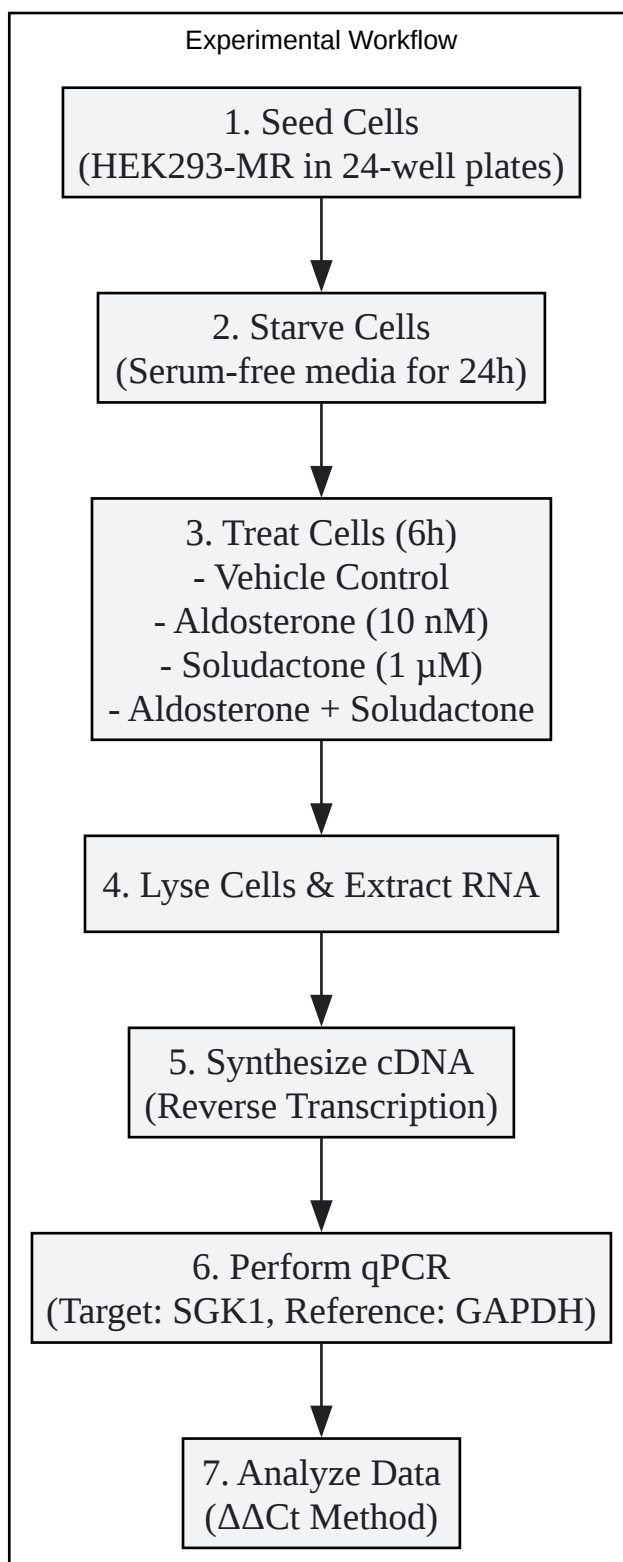 Experimental Workflow
1. Seed Cells
(HEK293-MR in 24-well plates)
2. Starve Cells
(Serum-free media for 24h)
3. Treat Cells (6h)
- Vehicle Control
- Aldosterone (10 nM)
- Soludactone (1 µM)
- Aldosterone + Soludactone
4. Lyse Cells & Extract RNA
5. Synthesize cDNA
(Reverse Transcription)
6. Perform qPCR
(Target: SGK1, Reference: GAPDH)
7. Analyze Data
(ΔΔCt Method)